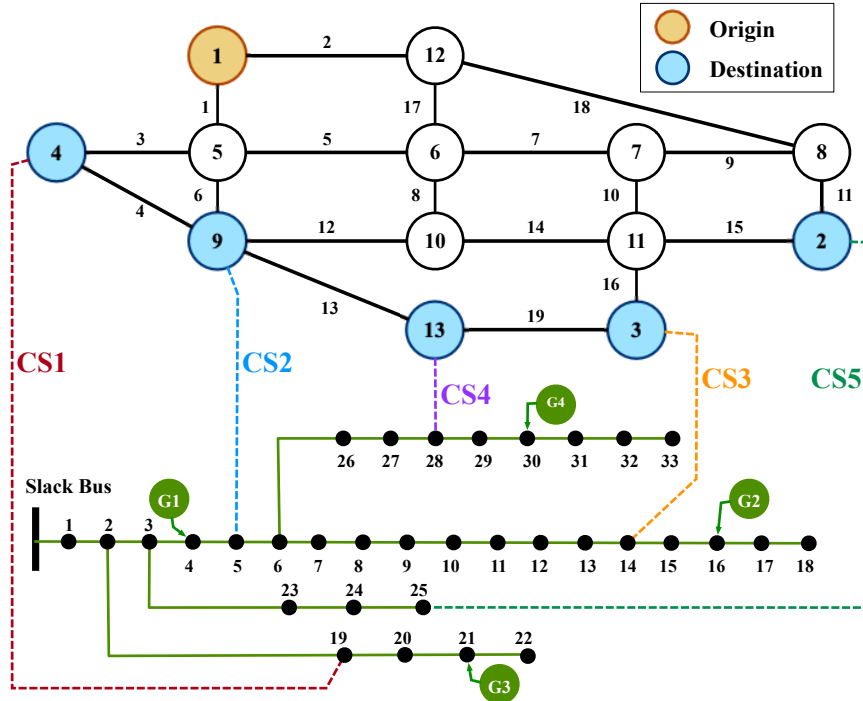 1 2 12 Origin
Destination
18
1 17
4 3 5 5 6 7 7 9 8
6 8 10 11
4
9 12 10 14 11 15 2
16
13 13 19 3
CS1 CS2 CS4 CS3 CS5
G4
26 27 28 29 30 31 32 33
Slack Bus
G1 G2
1 2 3
4 5 6 7 8 9 10 11 12 13 14 15 16 17 18
23 24 25
19 20 21 22
G3